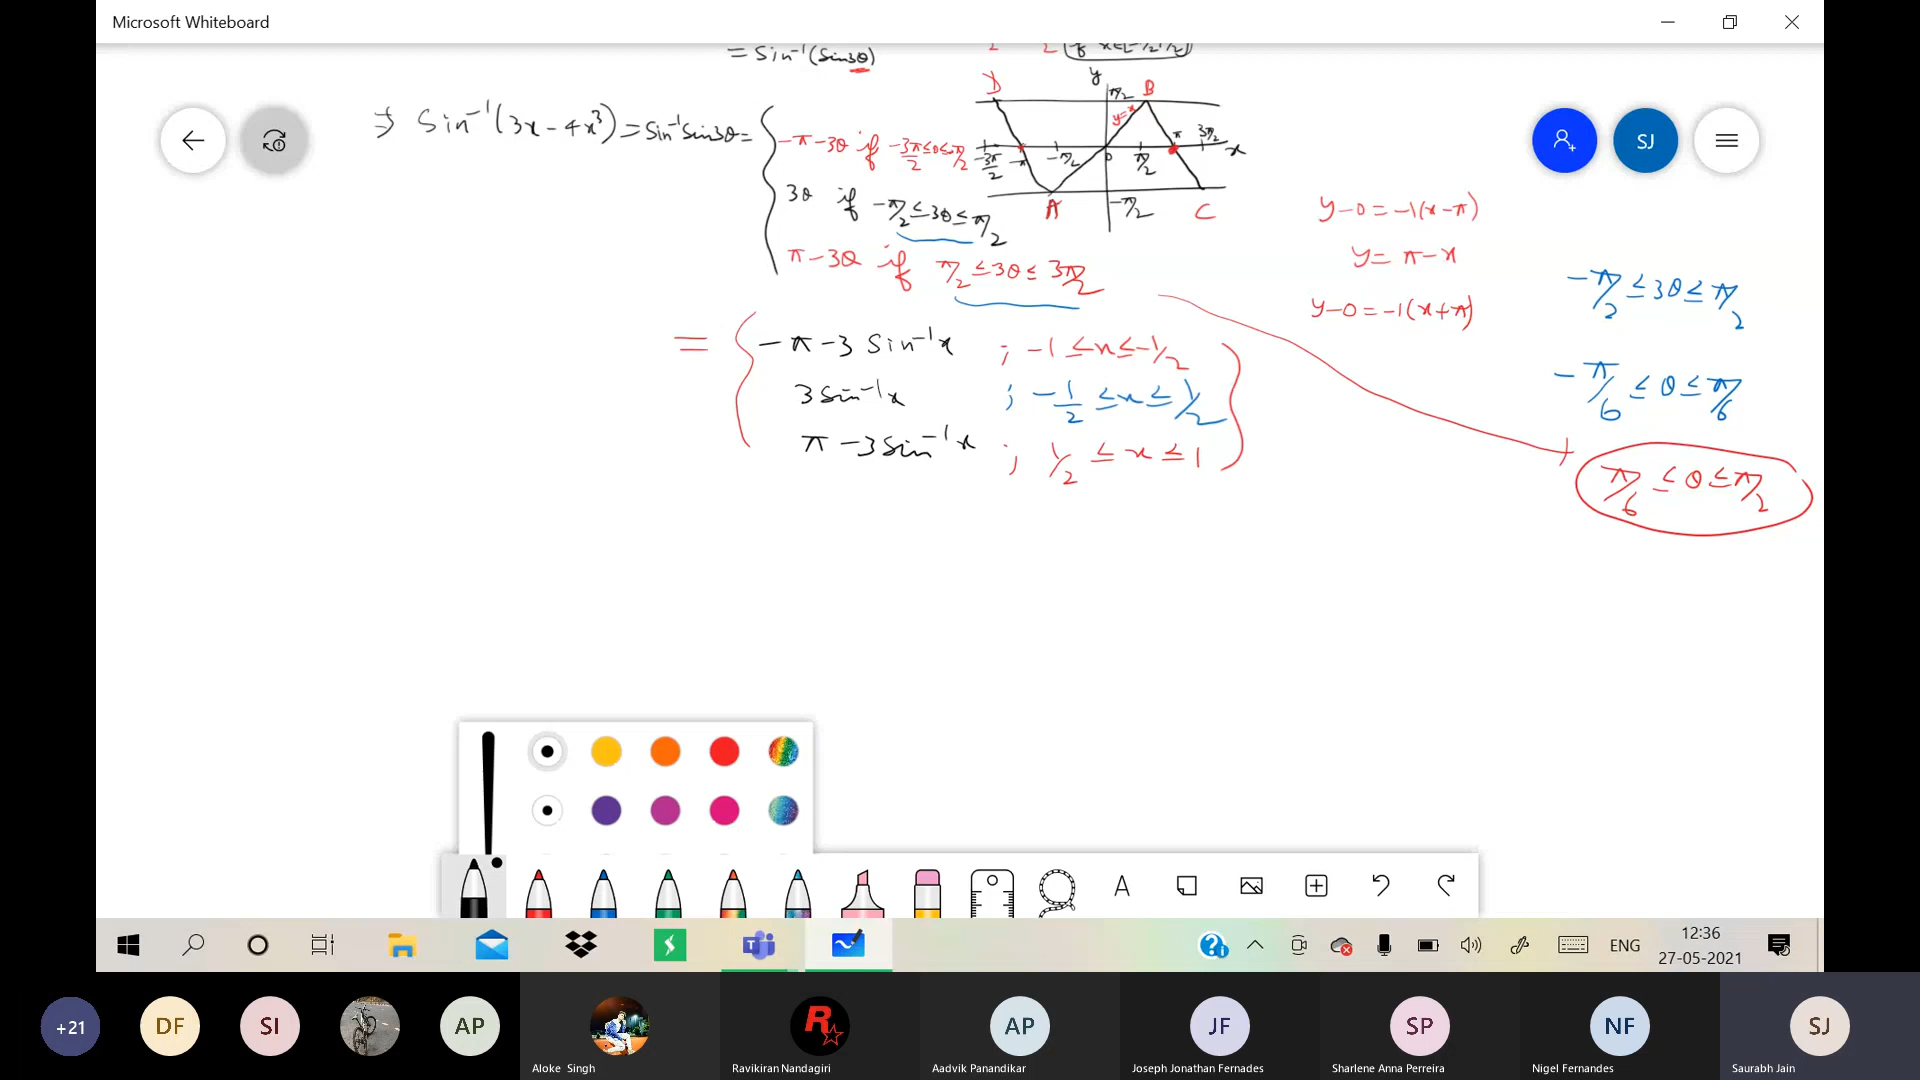 Microsoft Whiteboard
= Sin⁻¹(Sin3θ)
⇒ Sin⁻¹(3x-4x³) = Sin⁻¹Sin3θ =
-π-3θ if -3π/2 ≤ θ ≤ -π/2
3θ if -π/2 ≤ 3θ ≤ π/2
π-3θ if π/2 ≤ 3θ ≤ 3π/2
D y π/2 B
y=x
-3π/2 -π -π/2 0 π/2 π 3π/2 x
A -π/2 C
y-0 = -1(x-π)
y = π-x
y-0 = -1(x+π)
= -π-3 Sin⁻¹x ; -1 ≤ x ≤ -1/2
3 Sin⁻¹x ; -1/2 ≤ x ≤ 1/2
π-3 Sin⁻¹x ; 1/2 ≤ x ≤ 1
-π/2 ≤ 3θ ≤ π/2
-π/6 ≤ θ ≤ π/6
π/6 ≤ θ ≤ π/2
SJ
A
ENG
12:36
27-05-2021
+21 DF SI AP AP JF SP NF SJ
Aloke Singh
Ravikiran Nandagiri
Aadvik Panandikar
Joseph Jonathan Fernades
Sharlene Anna Perreira
Nigel Fernandes
Saurabh Jain